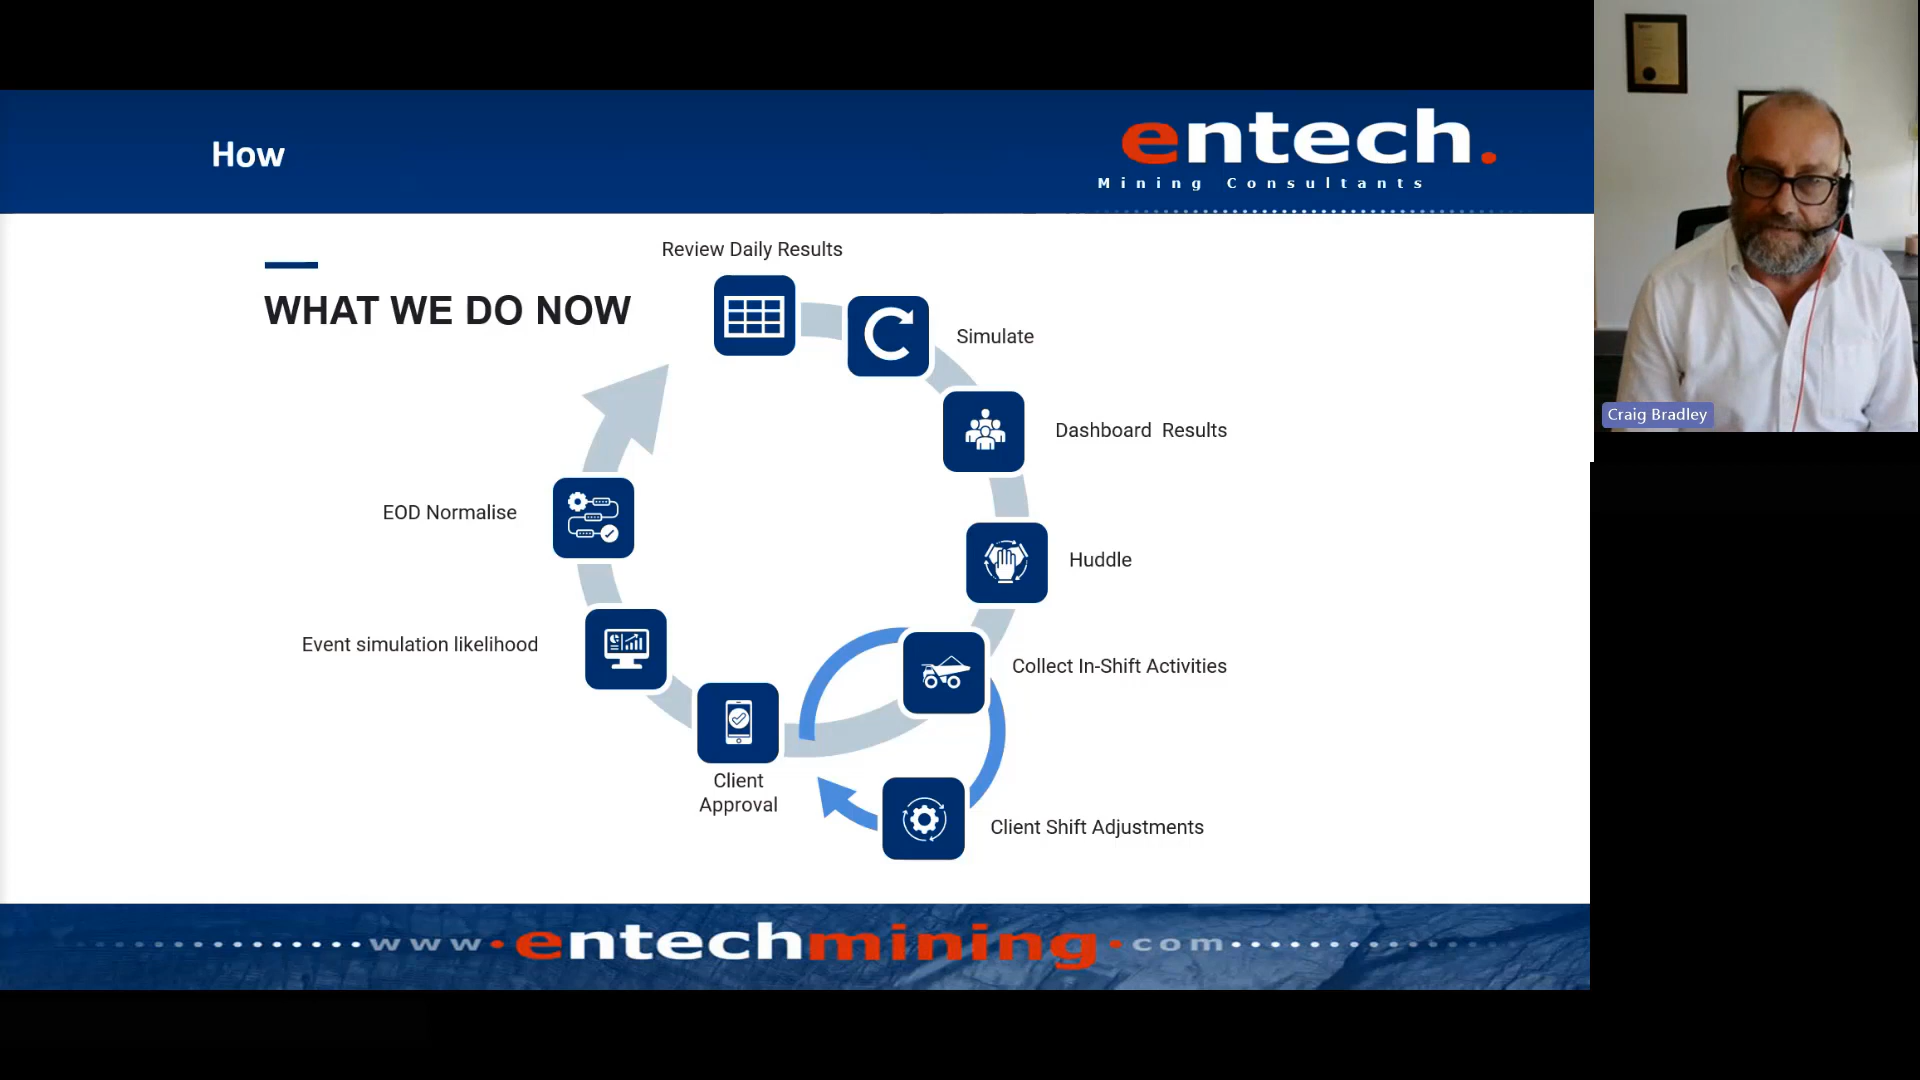 How
entech.
Mining Consultants
Craig Bradley
WHAT WE DO NOW
Review Daily Results
Simulate
Dashboard  Results
Huddle
Collect In-Shift Activities
Client Shift Adjustments
Client
Approval
Event simulation likelihood
EOD Normalise
www.entechmining.com